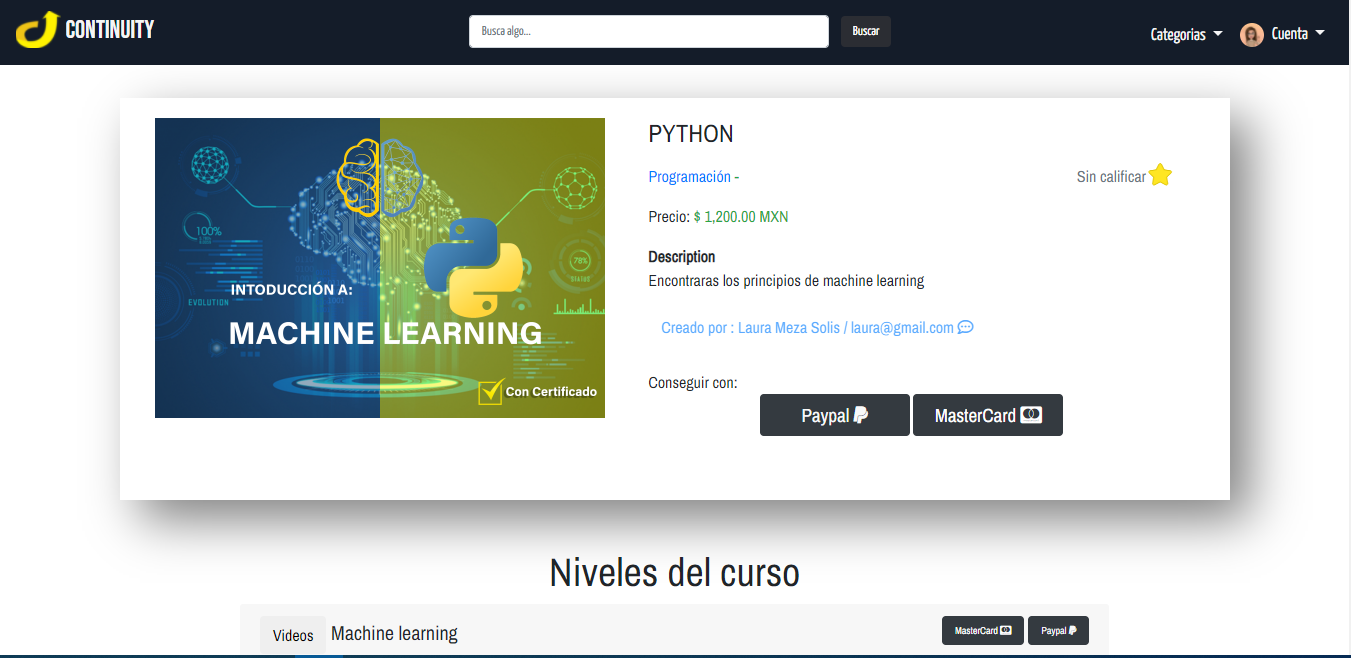 CONTINUITY
Busca algo...
Buscar
Categorias
Cuenta
100%
EVOLUTION
78%
STATUS
INTODUCCIÓN A:
MACHINE LEARNING
Con Certificado
PYTHON
Programación -
Sin calificar
Precio: $ 1,200.00 MXN
Description
Encontraras los principios de machine learning
Creado por : Laura Meza Solis / laura@gmail.com
Conseguir con:
Paypal
MasterCard
Niveles del curso
Videos
Machine learning
MasterCard
Paypal